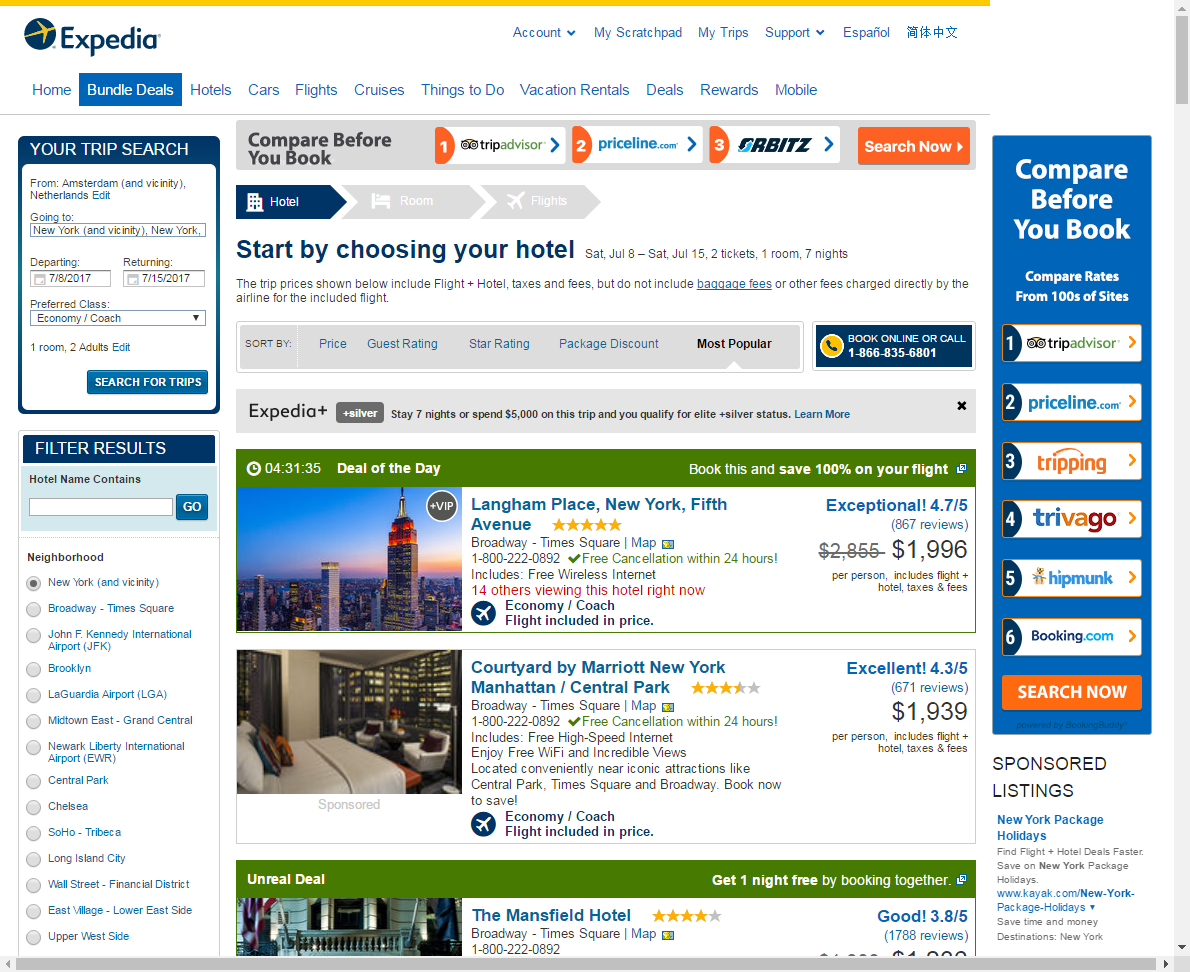 Expedia
Account
My Scratchpad
My Trips
Support
Español
简体中文
Home
Bundle Deals
Hotels
Cars
Flights
Cruises
Things to Do
Vacation Rentals
Deals
Rewards
Mobile
YOUR TRIP SEARCH
From: Amsterdam (and vicinity),
Netherlands Edit
Going to:
New York (and vicinity), New York,
Departing:
Returning:
7/8/2017
7/15/2017
Preferred Class:
Economy / Coach
1 room, 2 Adults Edit
SEARCH FOR TRIPS
FILTER RESULTS
Hotel Name Contains
GO
Neighborhood
New York (and vicinity)
Broadway - Times Square
John F. Kennedy International
Airport (JFK)
Brooklyn
LaGuardia Airport (LGA)
Midtown East - Grand Central
Newark Liberty International
Airport (EWR)
Central Park
Chelsea
SoHo - Tribeca
Long Island City
Wall Street - Financial District
East Village - Lower East Side
Upper West Side
Compare Before
You Book
1 tripadvisor
2 priceline.com
3 ORBITZ
Search Now
Hotel
Room
Flights
Start by choosing your hotel
Sat, Jul 8 – Sat, Jul 15, 2 tickets, 1 room, 7 nights
The trip prices shown below include Flight + Hotel, taxes and fees, but do not include baggage fees or other fees charged directly by the
airline for the included flight.
SORT BY:
Price
Guest Rating
Star Rating
Package Discount
Most Popular
BOOK ONLINE OR CALL
1-866-835-6801
Expedia+
+silver
Stay 7 nights or spend $5,000 on this trip and you qualify for elite +silver status. Learn More
04:31:35
Deal of the Day
Book this and save 100% on your flight
+VIP
Langham Place, New York, Fifth
Avenue
Broadway - Times Square | Map
1-800-222-0892 Free Cancellation within 24 hours!
Includes: Free Wireless Internet
14 others viewing this hotel right now
Economy / Coach
Flight included in price.
Exceptional! 4.7/5
(867 reviews)
$2,855 $1,996
per person, includes flight +
hotel, taxes & fees
Sponsored
Courtyard by Marriott New York
Manhattan / Central Park
Broadway - Times Square | Map
1-800-222-0892 Free Cancellation within 24 hours!
Includes: Free High-Speed Internet
Enjoy Free WiFi and Incredible Views
Located conveniently near iconic attractions like
Central Park, Times Square and Broadway. Book now
to save!
Economy / Coach
Flight included in price.
Excellent! 4.3/5
(671 reviews)
$1,939
per person, includes flight +
hotel, taxes & fees
Unreal Deal
Get 1 night free by booking together.
The Mansfield Hotel
Broadway - Times Square | Map
1-800-222-0892
Good! 3.8/5
(1788 reviews)
Compare
Before
You Book
Compare Rates
From 100s of Sites
1 tripadvisor
2 priceline.com
3 tripping
4 trivago
5 hipmunk
6 Booking.com
SEARCH NOW
powered by BookingBuddy
SPONSORED
LISTINGS
New York Package
Holidays
Find Flight + Hotel Deals Faster.
Save on New York Package
Holidays.
www.kayak.com/New-York-
Package-Holidays
Save time and money
Destinations: New York